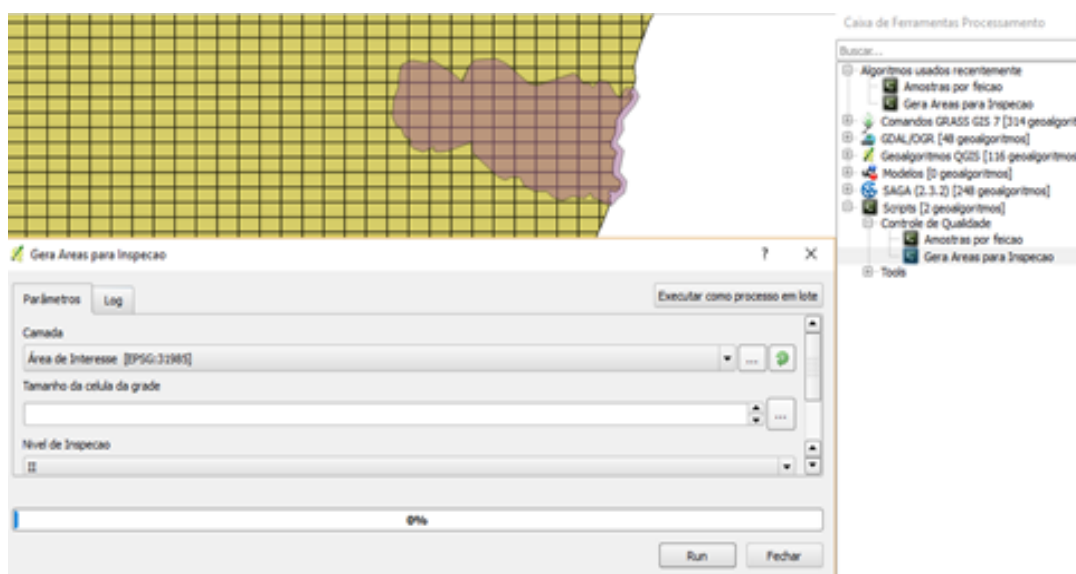 Caixa de Ferramentas Processamento
Buscar...
Algoritmos usados recentemente
Amostras por feicao
Gera Areas para Inspecao
Comandos GRASS GIS 7 [314 geoalgorit
GDAL/OGR [48 geoalgoritmos]
Geoalgoritmos QGIS [116 geoalgoritmos
Modelos [0 geoalgoritmos]
SAGA (2.3.2) [248 geoalgoritmos]
Scripts [2 geoalgoritmos]
Controle de Qualidade
Amostras por feicao
Gera Areas para Inspecao
Tools
Gera Areas para Inspecao
Parâmetros
Log
Executar como processo em lote
Camada
Área de Interesse [EPSG:31985]
Tamanho da celula da grade
Nivel de Inspecao
II
0%
Run
Fechar